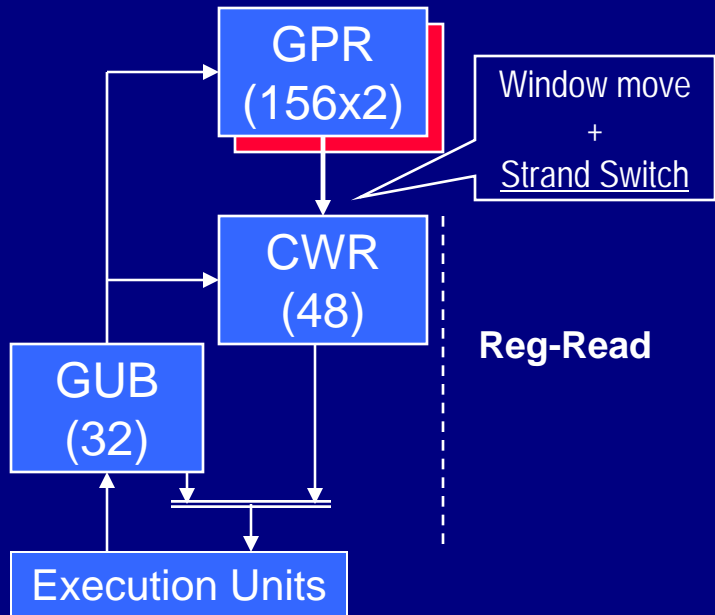 GPR
(156x2)
Window move
+
Strand Switch
CWR
(48)
Reg-Read
GUB
(32)
Execution Units